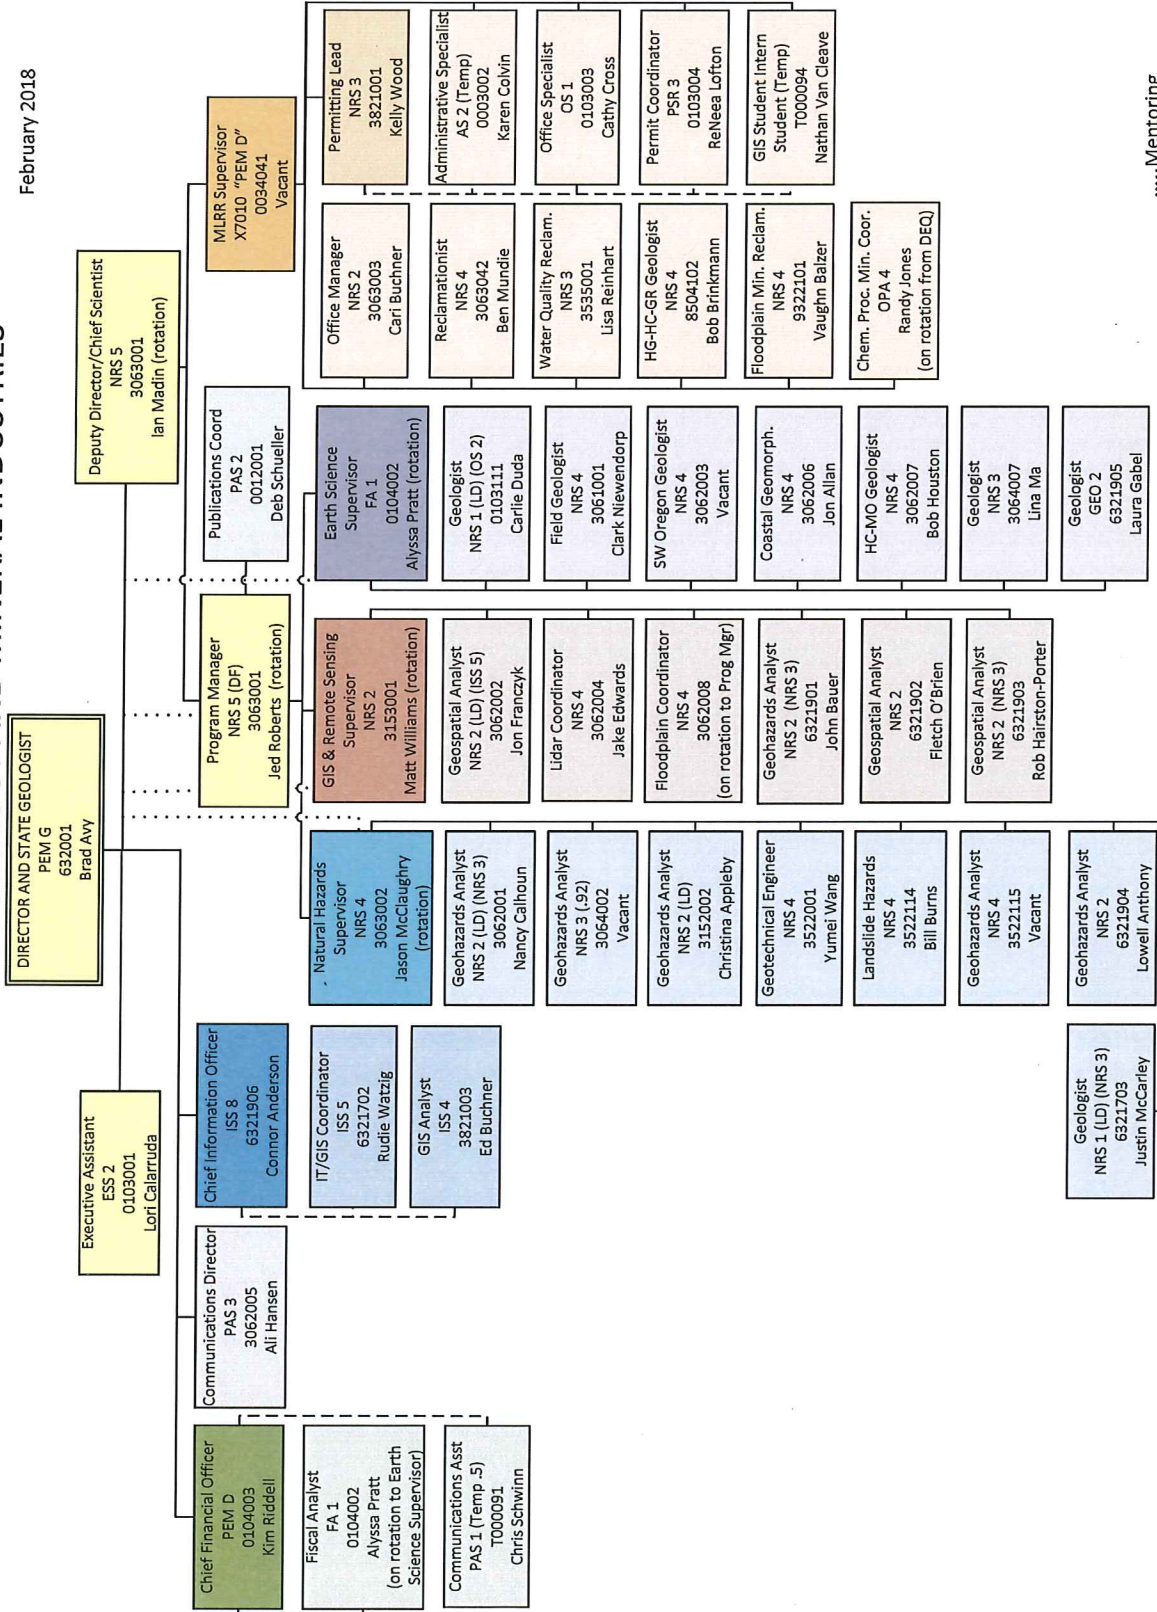 AND MINERAL INDUSTRIES
February 2018
DIRECTOR AND STATE GEOLOGIST
PEM G
632001
Brad Avy
Executive Assistant
ESS 2
0103001
Lori Calarruda
Deputy Director/Chief Scientist
NRS 5
3063001
Ian Madin (rotation)
Chief Financial Officer
PEM D
0104003
Kim Riddell
Communications Director
PAS 3
3062005
Ali Hansen
Chief Information Officer
ISS 8
6321906
Connor Anderson
Program Manager
NRS 5 (DF)
3063001
Jed Roberts (rotation)
Publications Coord
PAS 2
0012001
Deb Schueller
MLRR Supervisor
X7010 "PEM D"
0034041
Vacant
Fiscal Analyst
FA 1
0104002
Alyssa Pratt
(on rotation to Earth
Science Supervisor)
Communications Asst
PAS 1 (Temp .5)
T000091
Chris Schwinn
IT/GIS Coordinator
ISS 5
6321702
Rudie Watzig
GIS Analyst
ISS 4
3821003
Ed Buchner
Natural Hazards
Supervisor
NRS 4
3063002
Jason McClaughry
(rotation)
Geohazards Analyst
NRS 2 (LD) (NRS 3)
3062001
Nancy Calhoun
Geohazards Analyst
NRS 3 (.92)
3064002
Vacant
Geohazards Analyst
NRS 2 (LD)
3152002
Christina Appleby
Geotechnical Engineer
NRS 4
3522001
Yumei Wang
Landslide Hazards
NRS 4
3522114
Bill Burns
Geohazards Analyst
NRS 4
3522115
Vacant
Geohazards Analyst
NRS 2
6321904
Lowell Anthony
Geologist
NRS 1 (LD) (NRS 3)
6321703
Justin McCarley
GIS & Remote Sensing
Supervisor
NRS 2
3153001
Matt Williams (rotation)
Geospatial Analyst
NRS 2 (LD) (ISS 5)
3062002
Jon Franczyk
Lidar Coordinator
NRS 4
3062004
Jake Edwards
Floodplain Coordinator
NRS 4
3062008
(on rotation to Prog Mgr)
Geohazards Analyst
NRS 2 (NRS 3)
6321901
John Bauer
Geospatial Analyst
NRS 2
6321902
Fletch O'Brien
Geospatial Analyst
NRS 2 (NRS 3)
6321903
Rob Hairston-Porter
Earth Science
Supervisor
FA 1
0104002
Alyssa Pratt (rotation)
Geologist
NRS 1 (LD) (OS 2)
0103111
Carlie Duda
Field Geologist
NRS 4
3061001
Clark Niewendorp
SW Oregon Geologist
NRS 4
3062003
Vacant
Coastal Geomorph.
NRS 4
3062006
Jon Allan
HC-MO Geologist
NRS 4
3062007
Bob Houston
Geologist
NRS 3
3064007
Lina Ma
Geologist
GEO 2
6321905
Laura Gabel
Office Manager
NRS 2
3063003
Cari Buchner
Reclamationist
NRS 4
3063042
Ben Mundie
Water Quality Reclam.
NRS 3
3535001
Lisa Reinhart
HG-HC-GR Geologist
NRS 4
8504102
Bob Brinkmann
Floodplain Min. Reclam.
NRS 4
9322101
Vaughn Balzer
Chem. Proc. Min. Coor.
OPA 4
Randy Jones
(on rotation from DEQ)
Permitting Lead
NRS 3
3821001
Kelly Wood
Administrative Specialist
AS 2 (Temp)
0003002
Karen Colvin
Office Specialist
OS 1
0103003
Cathy Cross
Permit Coordinator
PSR 3
0103004
ReNeea Lofton
GIS Student Intern
Student (Temp)
T000094
Nathan Van Cleave
Mentoring